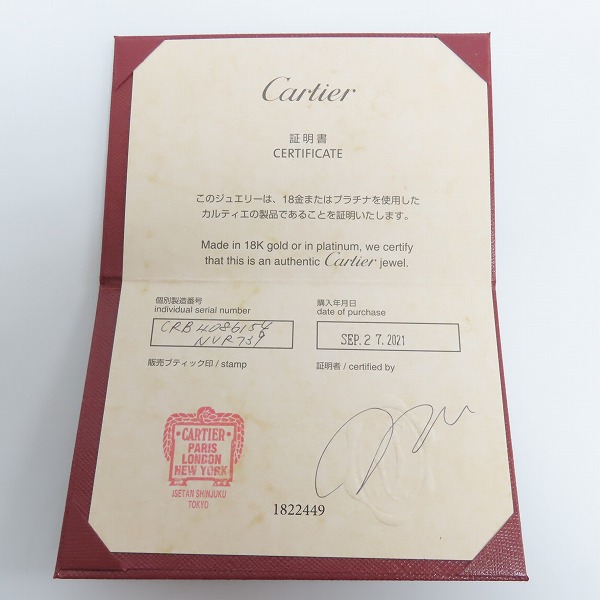 Cartier
証明書
CERTIFICATE
このジュエリーは、18金またはプラチナを使用した
カルティエの製品であることを証明いたします。
Made in 18K gold or in platinum, we certify
that this is an authentic Cartier jewel.
個別製造番号
individual serial number
CRB4086154
購入年月日
date of purchase
SEP. 27. 2021
販売ブティック印 / stamp
証明者 / certified by
CARTIER
PARIS
LONDON
NEW YORK
ISETAN SHINJUKU
TOKYO
1822449